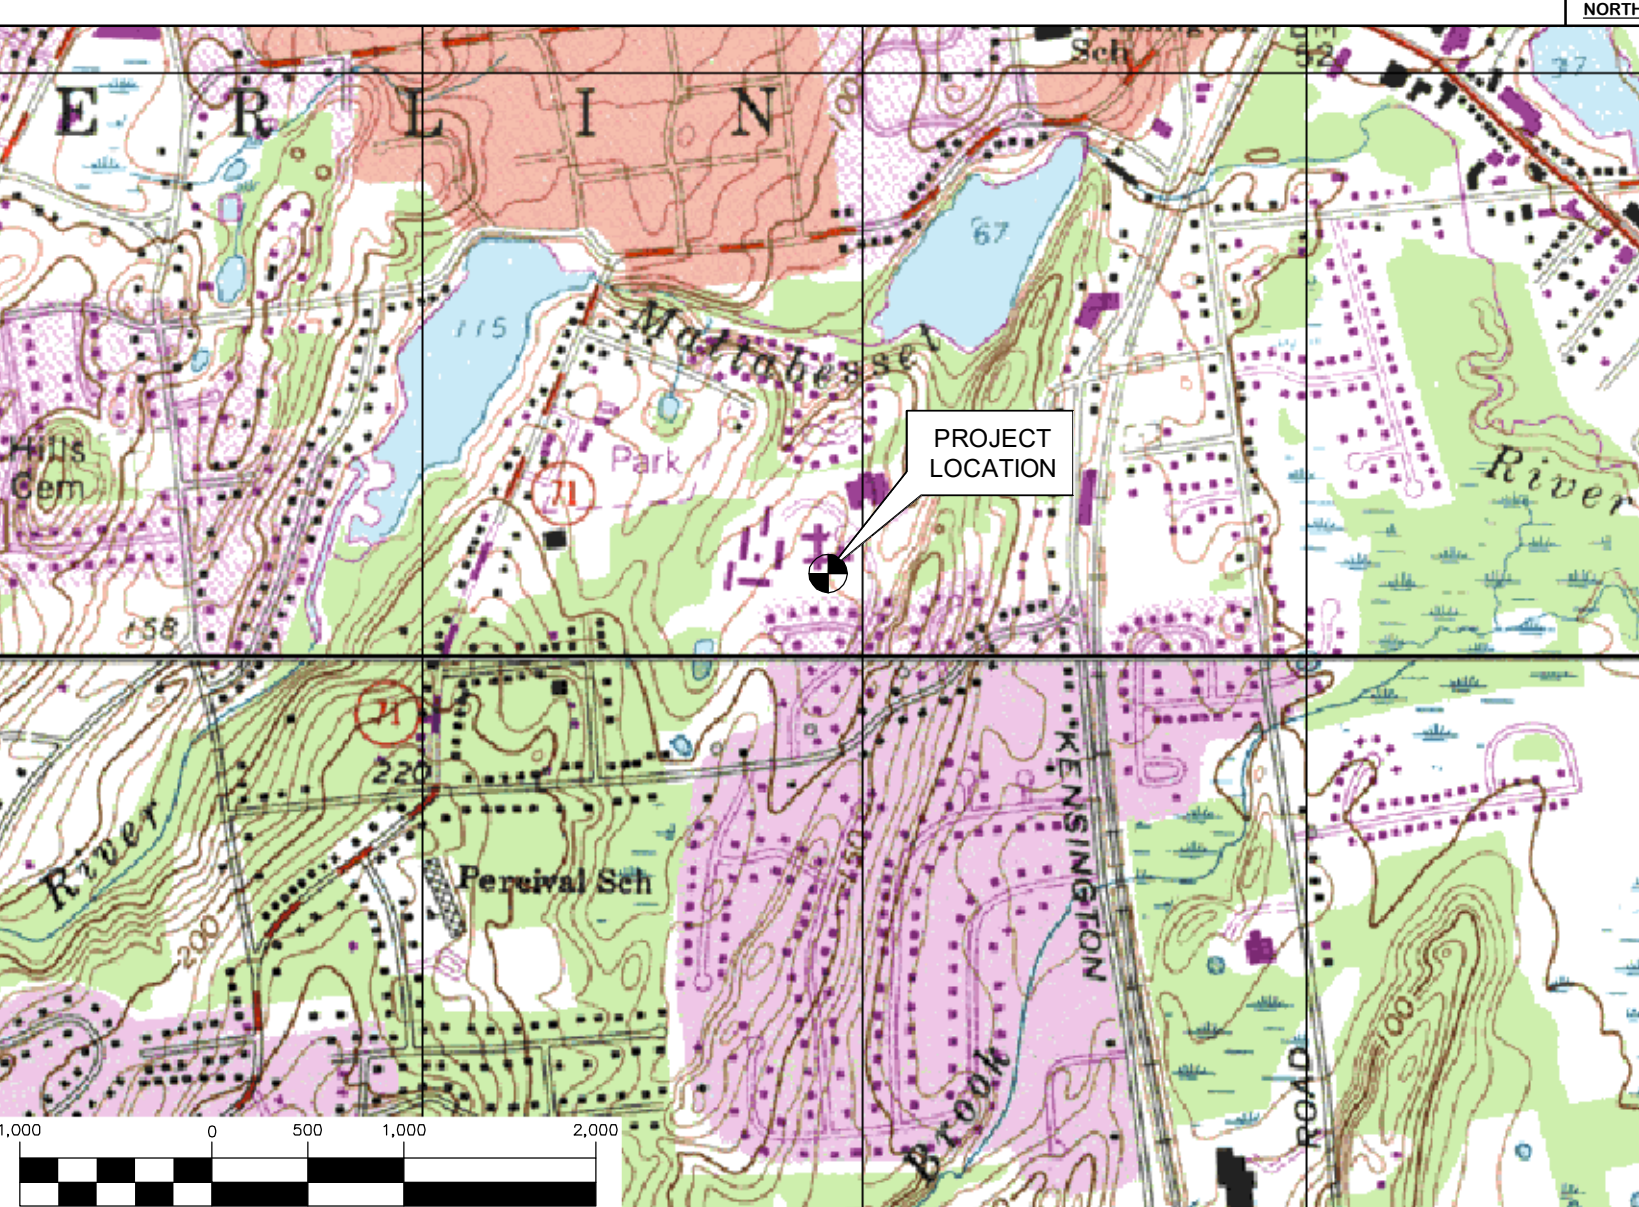 NORTH
Sch
52
37
E R L I N
67
115
Mattabesset
PROJECT
LOCATION
Hills
Cem
Park
71
River
158
71
220
KENSINGTON
River
Percival Sch
200
100
Brook
ROAD
1,000 0 500 1,000 2,000